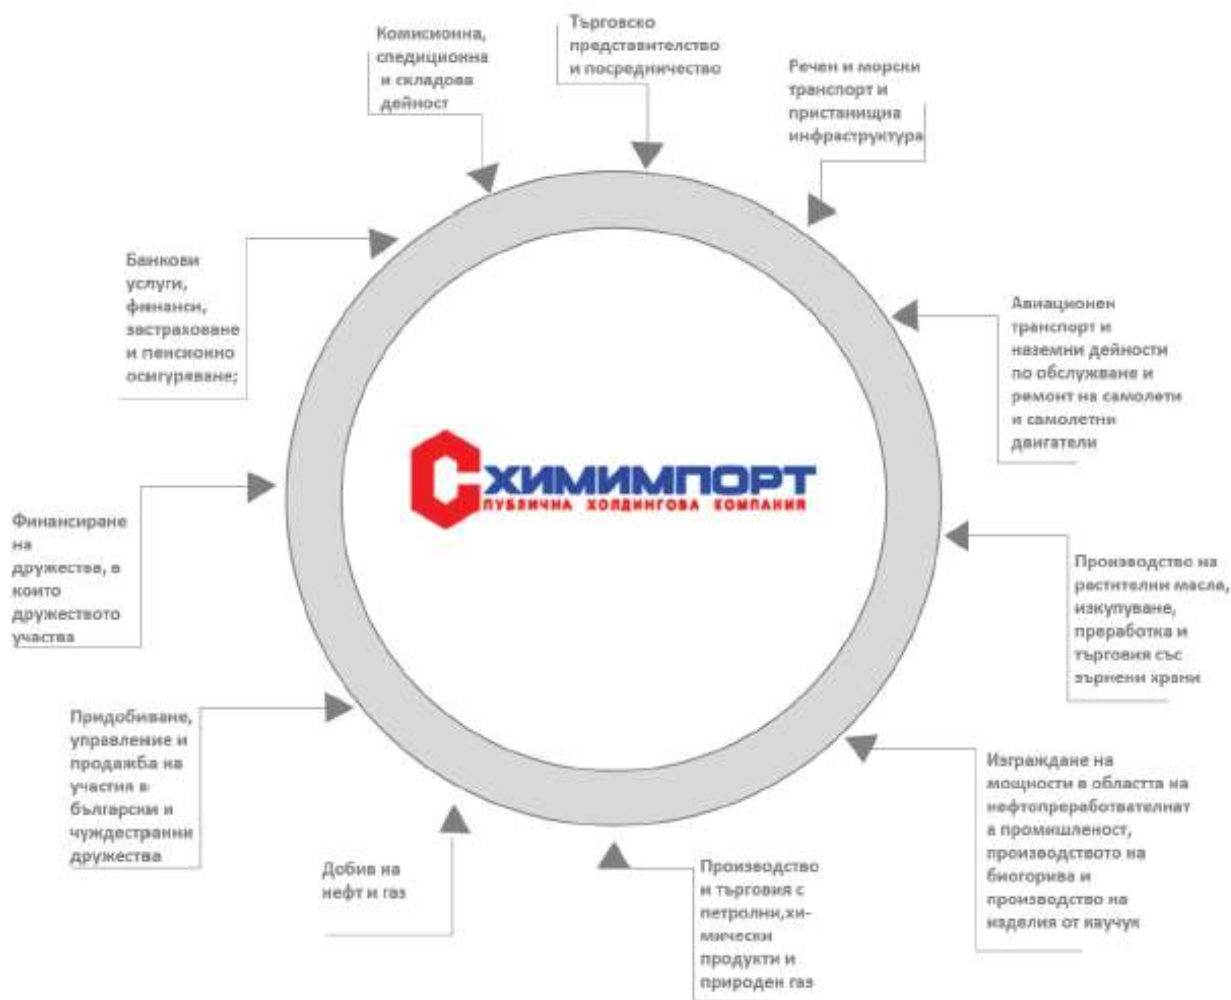 Търговско
представителство
и посредничество
Комисионна,
спедиционна
и складова
дейност
Речен и морски
транспорт и
пристанищна
инфраструктура
Банкови
услуги,
финанси,
застраховане
и пенсионно
осигуряване;
Авиационен
транспорт и
наземни дейности
по обслужване и
ремонт на самолети
и самолетни
двигатели
ХИМИМПОРТ
ПУБЛИЧНА ХОЛДИНГОВА КОМПАНИЯ
Финансиране
на
дружества, в
които
дружеството
участва
Производство на
растителни масла,
изкупуване,
преработка и
търговия със
зърнени храни
Придобиване,
управление и
продажба на
участия в
български и
чуждестранни
дружества
Изграждане на
мощности в областта на
нефтопреработвателнат
а промишленост,
производството на
биогорива и
производство на
изделия от каучук
Добив на
нефт и газ
Производство
и търговия с
петролни,хи-
мически
продукти и
природен газ